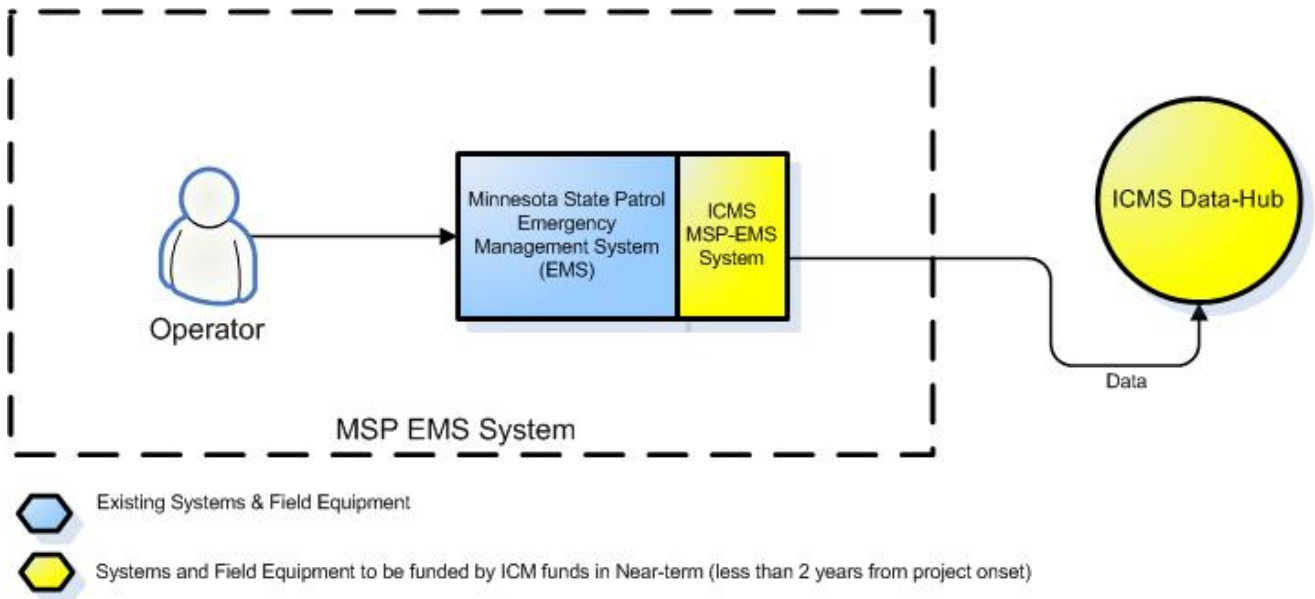 Minnesota State Patrol
Emergency
Management System
(EMS)
ICMS
MSP-EMS
System
ICMS Data-Hub
Operator
Data
MSP EMS System
Existing Systems & Field Equipment
Systems and Field Equipment to be funded by ICM funds in Near-term (less than 2 years from project onset)